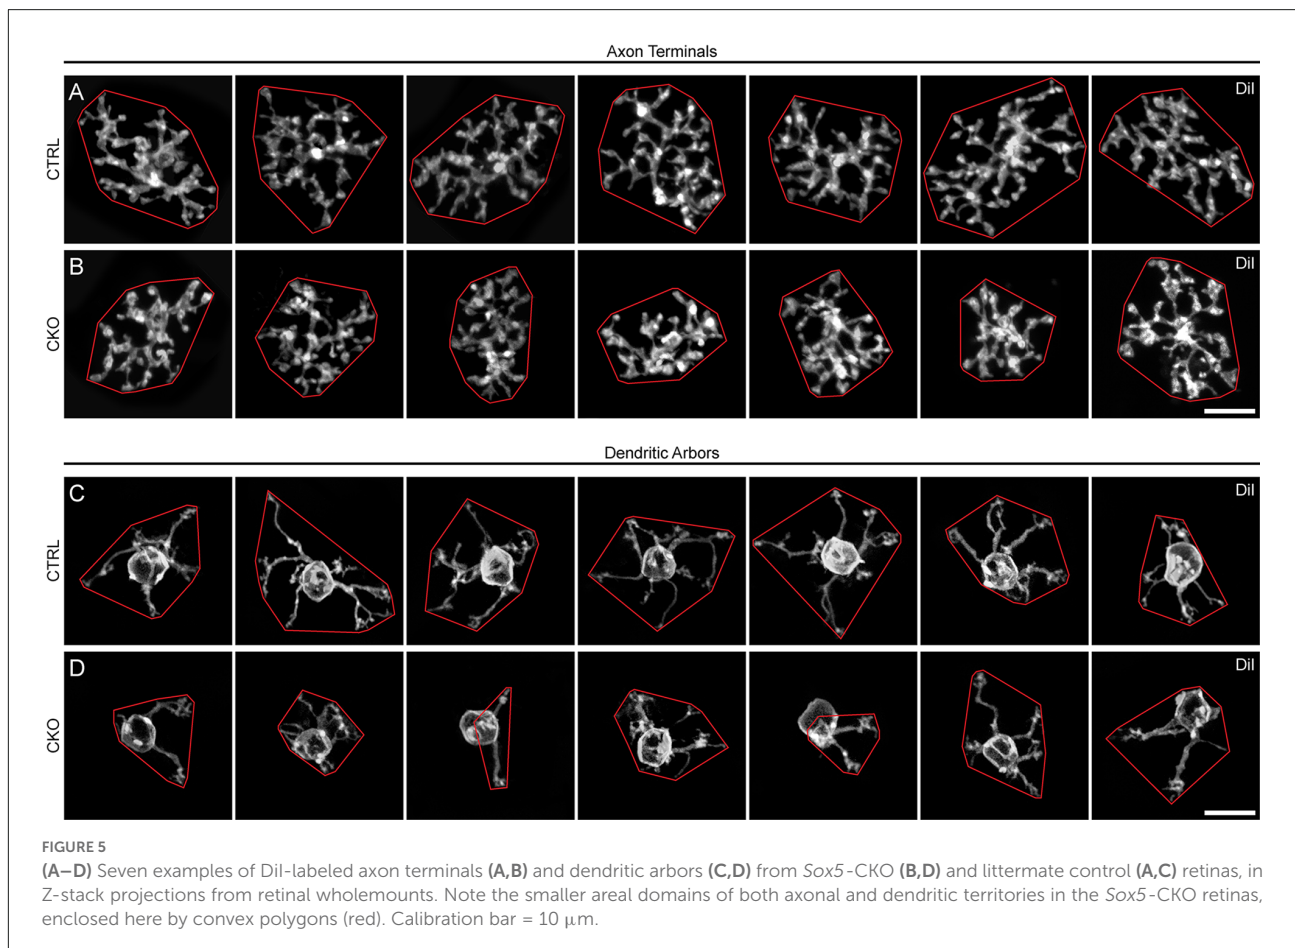 Axon Terminals
A
CTRL
DiI
B
CKO
DiI
Dendritic Arbors
C
CTRL
DiI
D
CKO
DiI
FIGURE 5
(A–D) Seven examples of DiI-labeled axon terminals (A,B) and dendritic arbors (C,D) from Sox5-CKO (B,D) and littermate control (A,C) retinas, in
Z-stack projections from retinal wholemounts. Note the smaller areal domains of both axonal and dendritic territories in the Sox5-CKO retinas,
enclosed here by convex polygons (red). Calibration bar = 10 μm.